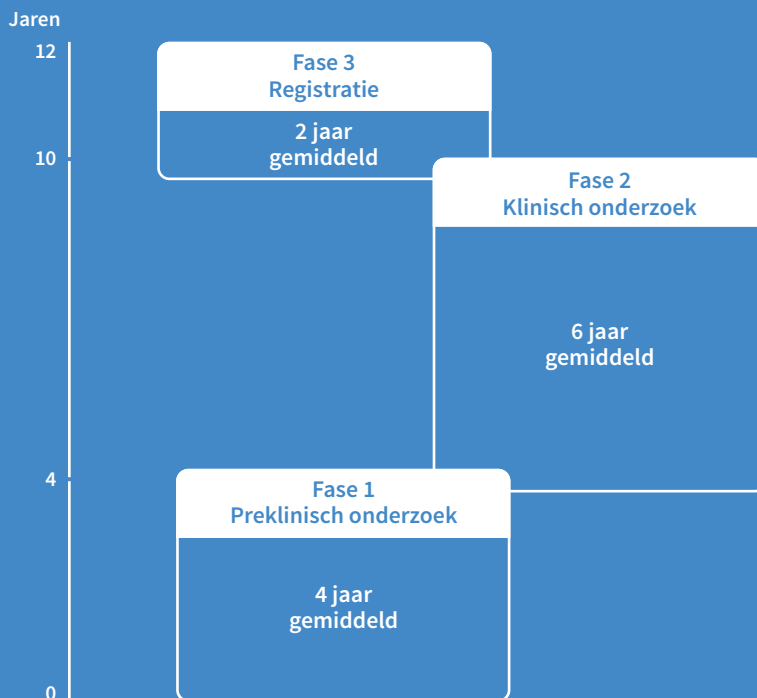 Jaren
12
Fase 3
Registratie
2 jaar
gemiddeld
10
Fase 2
Klinisch onderzoek
6 jaar
gemiddeld
4
Fase 1
Preklinisch onderzoek
4 jaar
gemiddeld
0